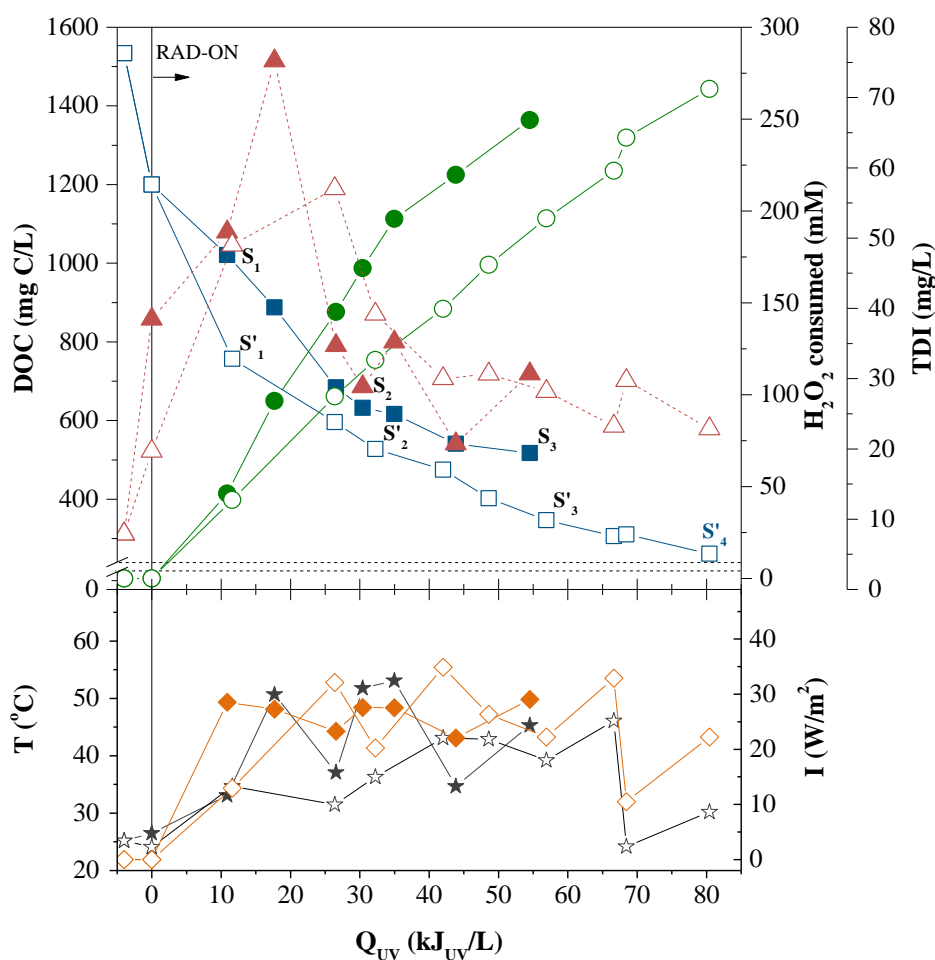 RAD-ON
DOC (mg C/L)
1600
1400
1200
1000
800
600
400
0
H₂O₂ consumed (mM)
300
250
200
150
100
50
0
TDI (mg/L)
80
70
60
50
40
30
20
10
0
S₁
S'₁
S₂
S'₂
S₃
S'₃
S'₄
T (°C)
60
50
40
30
20
I (W/m²)
40
30
20
10
0
0 10 20 30 40 50 60 70 80
Q_UV (kJ_UV/L)